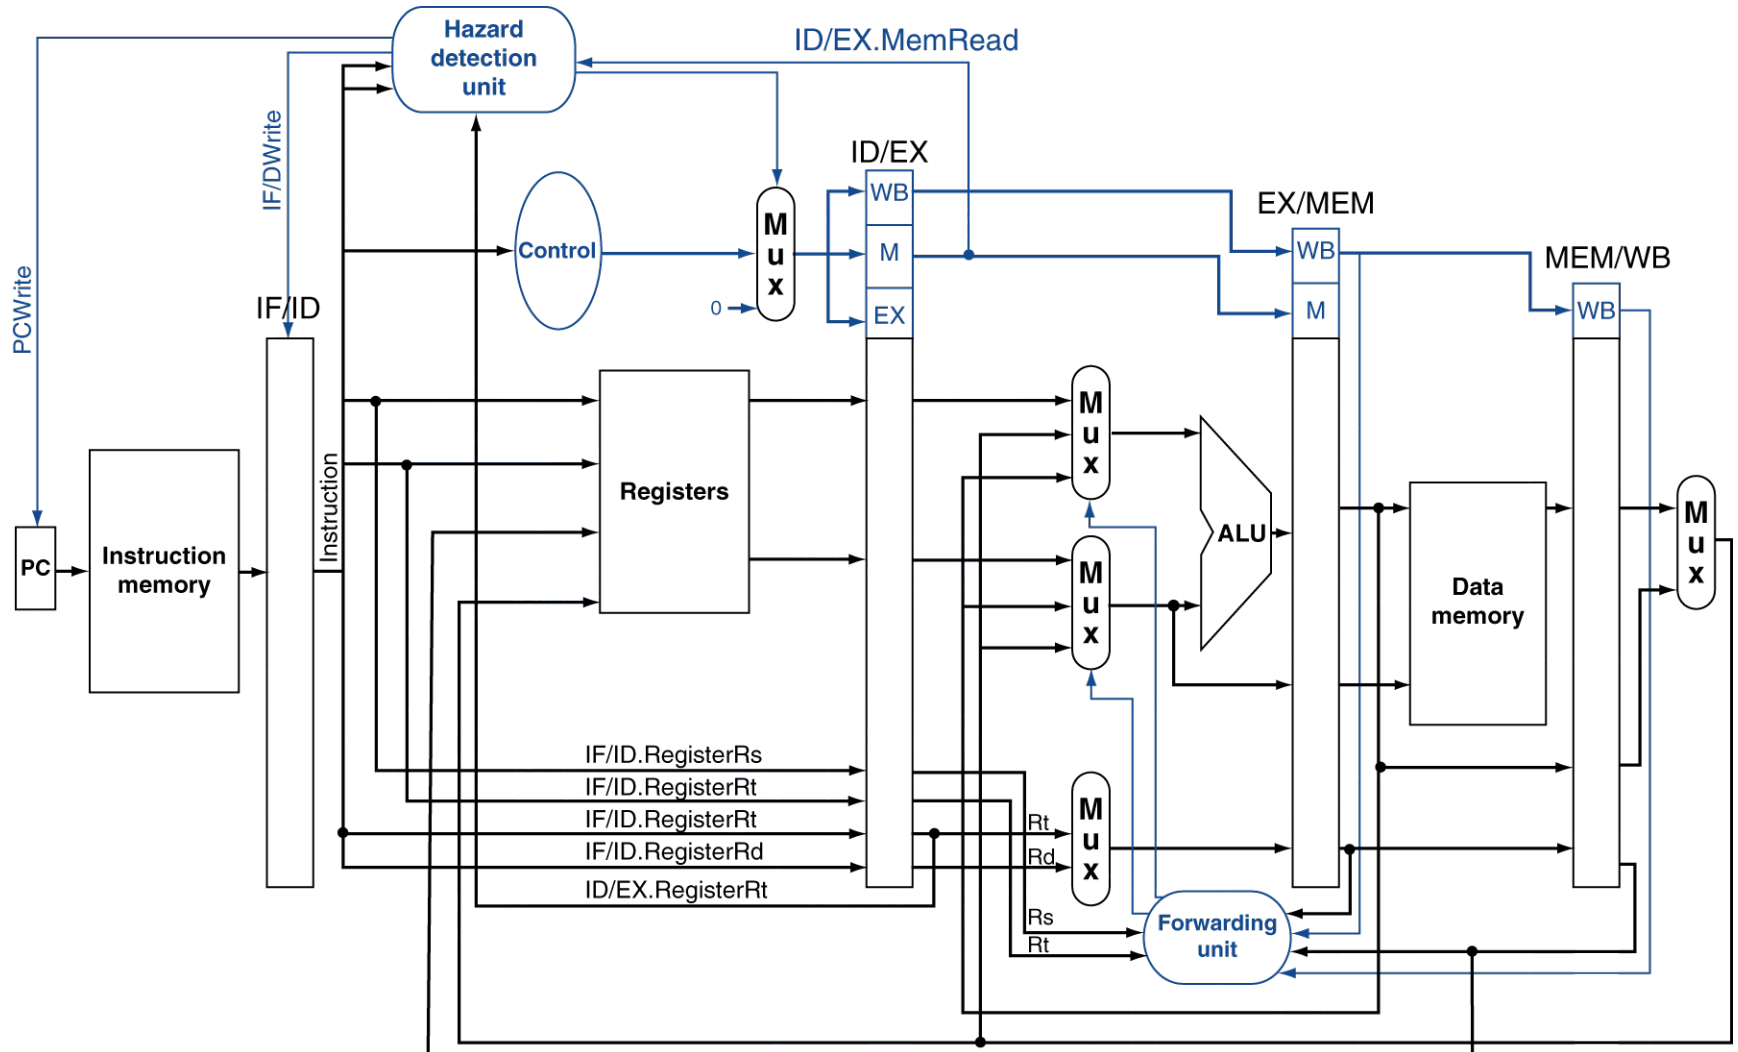 Hazard
detection
unit
ID/EX.MemRead
IF/DWrite
PCWrite
ID/EX
WB
M
EX
Control
M
u
x
0
EX/MEM
WB
M
MEM/WB
WB
IF/ID
Instruction
Registers
PC
Instruction
memory
M
u
x
M
u
x
ALU
Data
memory
M
u
x
IF/ID.RegisterRs
IF/ID.RegisterRt
IF/ID.RegisterRt
IF/ID.RegisterRd
ID/EX.RegisterRt
Rt
Rd
M
u
x
Rs
Rt
Forwarding
unit